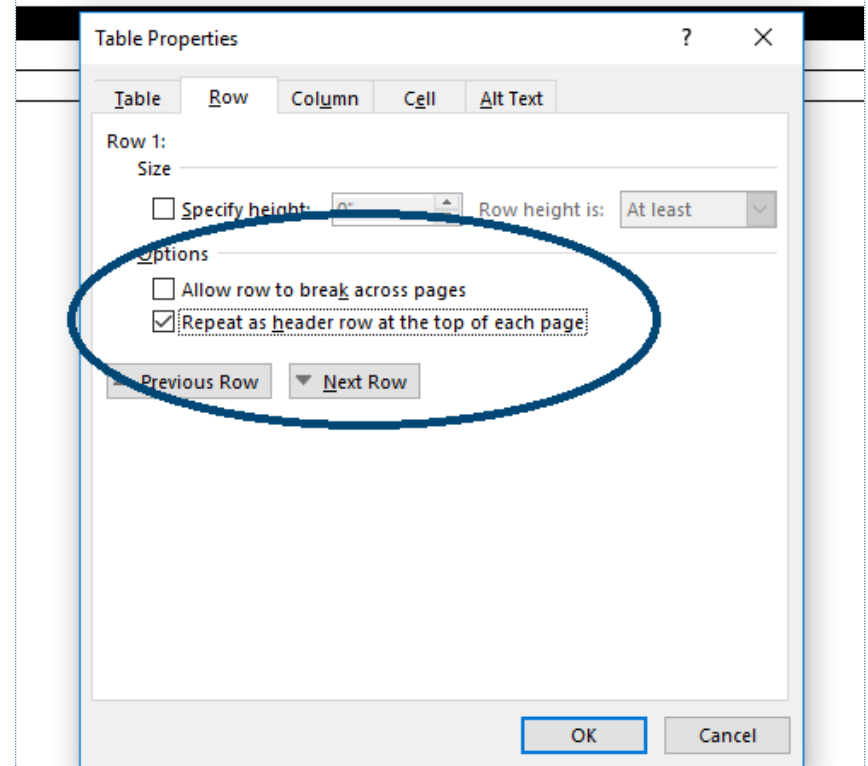 Table Properties ? ×
Table Row Column Cell Alt Text
Row 1:
Size
Specify height: 0" Row height is: At least
Options
Allow row to break across pages
Repeat as header row at the top of each page
Previous Row Next Row
OK Cancel